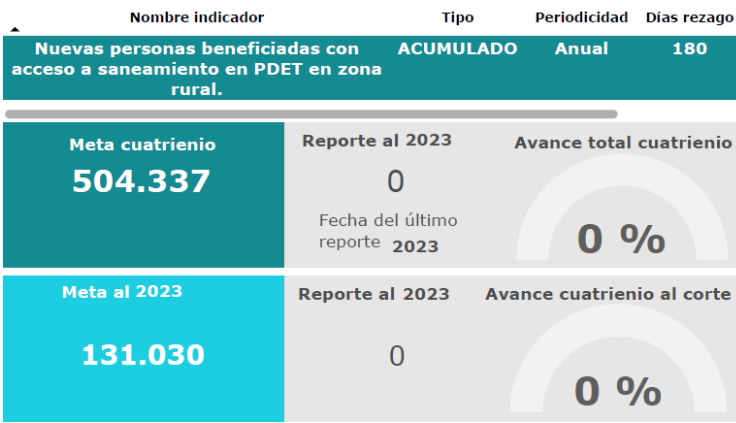 Nombre indicador Tipo Periodicidad Días rezago
Nuevas personas beneficiadas con ACUMULADO Anual 180
acceso a saneamiento en PDET en zona
rural.
Meta cuatrienio Reporte al 2023 Avance total cuatrienio
504.337 0
Fecha del último
reporte 2023
0 %
Meta al 2023 Reporte al 2023 Avance cuatrienio al corte
131.030 0
0 %